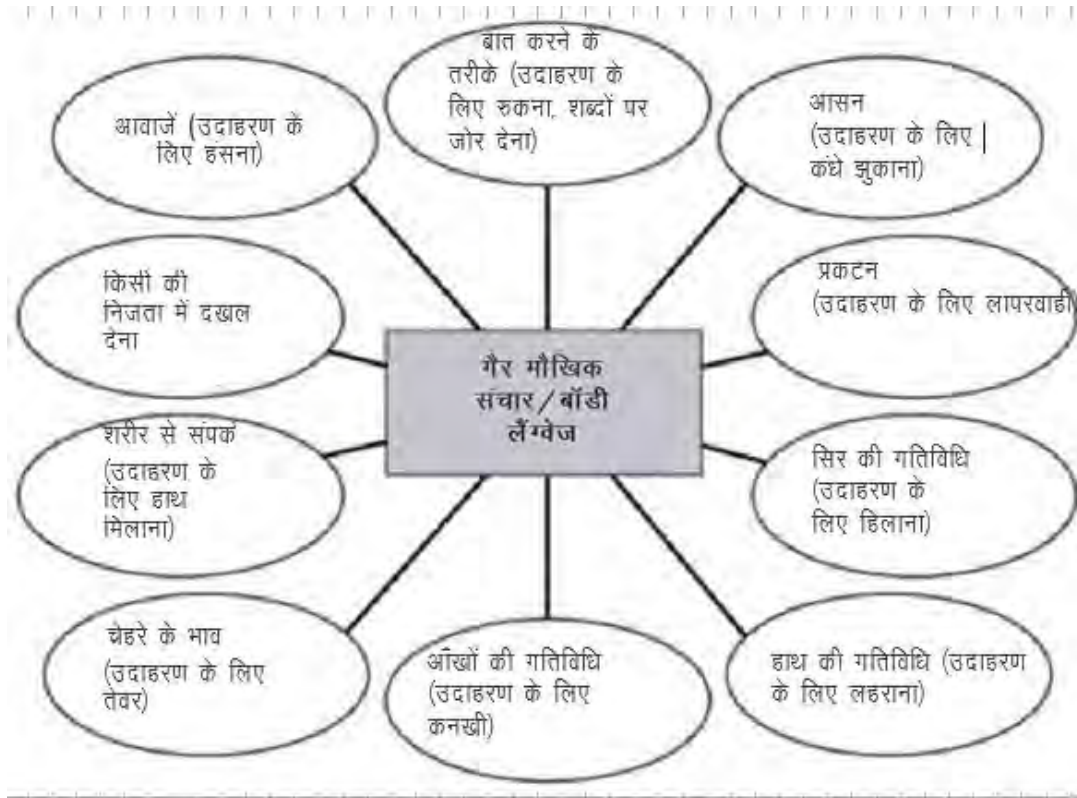 बात करने के
तरीके (उदाहरण के
लिए रुकना, शब्दों पर
जोर देना)
आवाजें (उदाहरण के
लिए हंसना)
आसन
(उदाहरण के लिए
कंधे झुकाना)
किसी की
निजता में दखल
देना
प्रकटन
(उदाहरण के लिए लापरवाही)
गैर मौखिक
संचार/बॉडी
लैंग्वेज
शरीर से संपर्क
(उदाहरण के
लिए हाथ
मिलाना)
सिर की गतिविधि
(उदाहरण के
लिए हिलाना)
चेहरे के भाव
(उदाहरण के लिए
तेवर)
आँखों की गतिविधि
(उदाहरण के लिए
कनखी)
हाथ की गतिविधि (उदाहरण
के लिए लहराना)